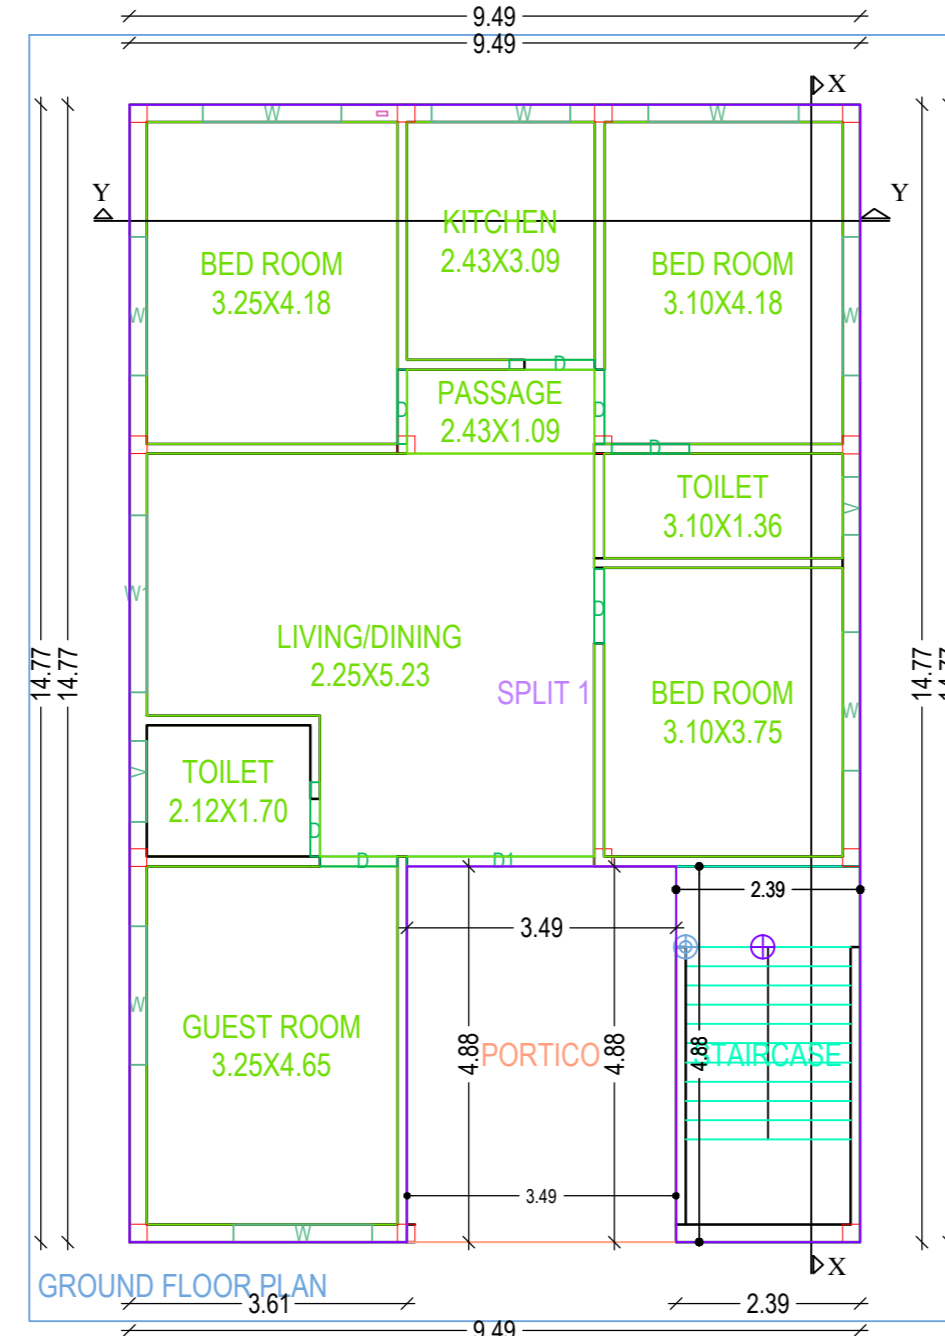 9.49
9.49
X
W
W
W
Y
Y
KITCHEN
2.43X3.09
BED ROOM
3.25X4.18
BED ROOM
3.10X4.18
W
W
D
PASSAGE
2.43X1.09
D
D
D
TOILET
3.10X1.36
V
W1
D
LIVING/DINING
2.25X5.23
14.77
14.77
14.77
14.77
SPLIT 1
BED ROOM
3.10X3.75
W
TOILET
2.12X1.70
V
D
D
D1
2.39
3.49
W
GUEST ROOM
3.25X4.65
4.88
PORTICO
4.88
4.88
STAIRCASE
3.49
W
X
GROUND FLOOR PLAN
3.61
2.39
9.49